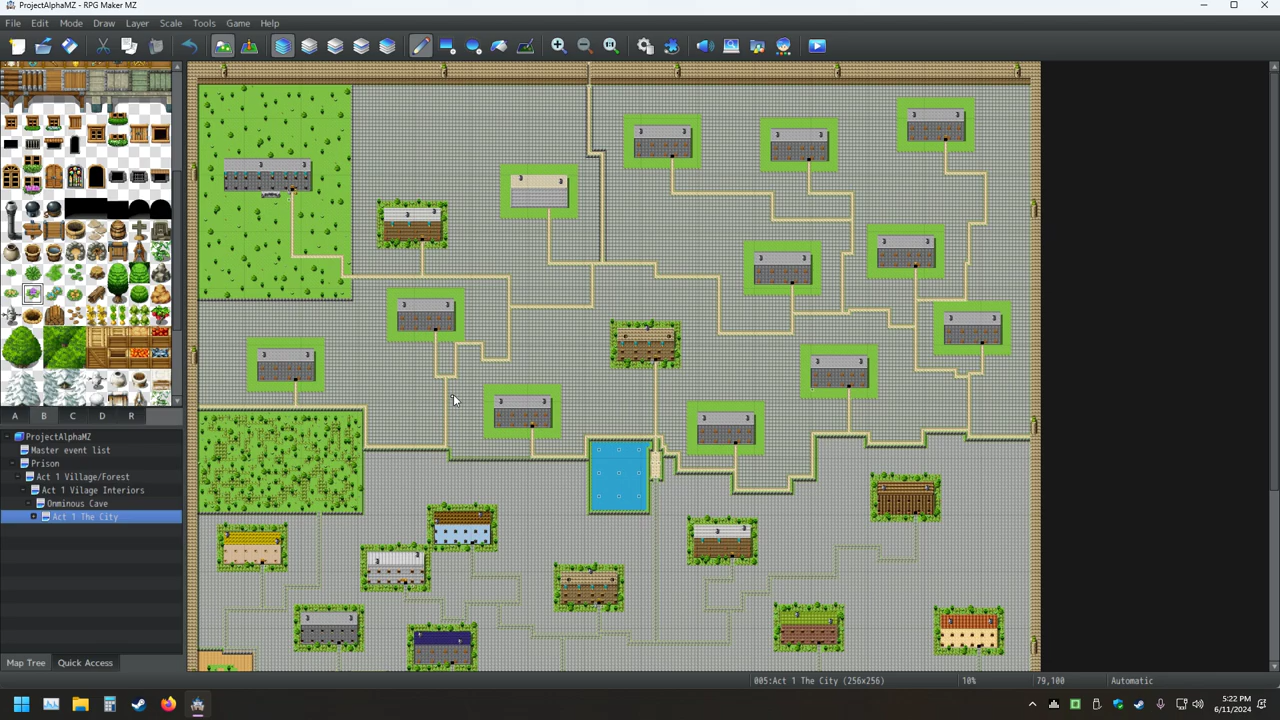 ProjectAlphaMZ - RPG Maker MZ
File Edit Mode Draw Layer Scale Tools Game Help
A B C D R
ProjectAlphaMZ
Master event list
Prison
Act 1 Village/Forest
Act 1 Vilage Interiors
Onminous Cave
Act 1 The City
Map Tree Quick Access
005:Act 1 The City (256x256) 10% 79,100 Automatic
5:22 PM
6/11/2024